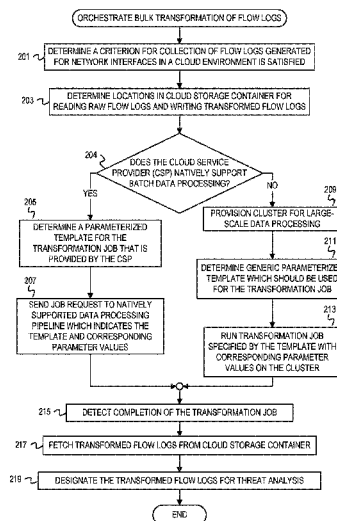 ORCHESTRATE BULK TRANSFORMATION OF FLOW LOGS
201
DETERMINE A CRITERION FOR COLLECTION OF FLOW LOGS GENERATED
FOR NETWORK INTERFACES IN A CLOUD ENVIRONMENT IS SATISFIED
203
DETERMINE LOCATIONS IN CLOUD STORAGE CONTAINER FOR
READING RAW FLOW LOGS AND WRITING TRANSFORMED FLOW LOGS
204
DOES THE CLOUD SERVICE
PROVIDER (CSP) NATIVELY SUPPORT
BATCH DATA PROCESSING?
YES
NO
205
DETERMINE A PARAMETERIZED
TEMPLATE FOR THE
TRANSFORMATION JOB THAT IS
PROVIDED BY THE CSP
207
SEND JOB REQUEST TO NATIVELY
SUPPORTED DATA PROCESSING
PIPELINE WHICH INDICATES THE
TEMPLATE AND CORRESPONDING
PARAMETER VALUES
209
PROVISION CLUSTER FOR LARGE-
SCALE DATA PROCESSING
211
DETERMINE GENERIC PARAMETERIZED
TEMPLATE WHICH SHOULD BE USED
FOR THE TRANSFORMATION JOB
213
RUN TRANSFORMATION JOB
SPECIFIED BY THE TEMPLATE WITH
CORRESPONDING PARAMETER
VALUES ON THE CLUSTER
215
DETECT COMPLETION OF THE TRANSFORMATION JOB
217
FETCH TRANSFORMED FLOW LOGS FROM CLOUD STORAGE CONTAINER
219
DESIGNATE THE TRANSFORMED FLOW LOGS FOR THREAT ANALYSIS
END